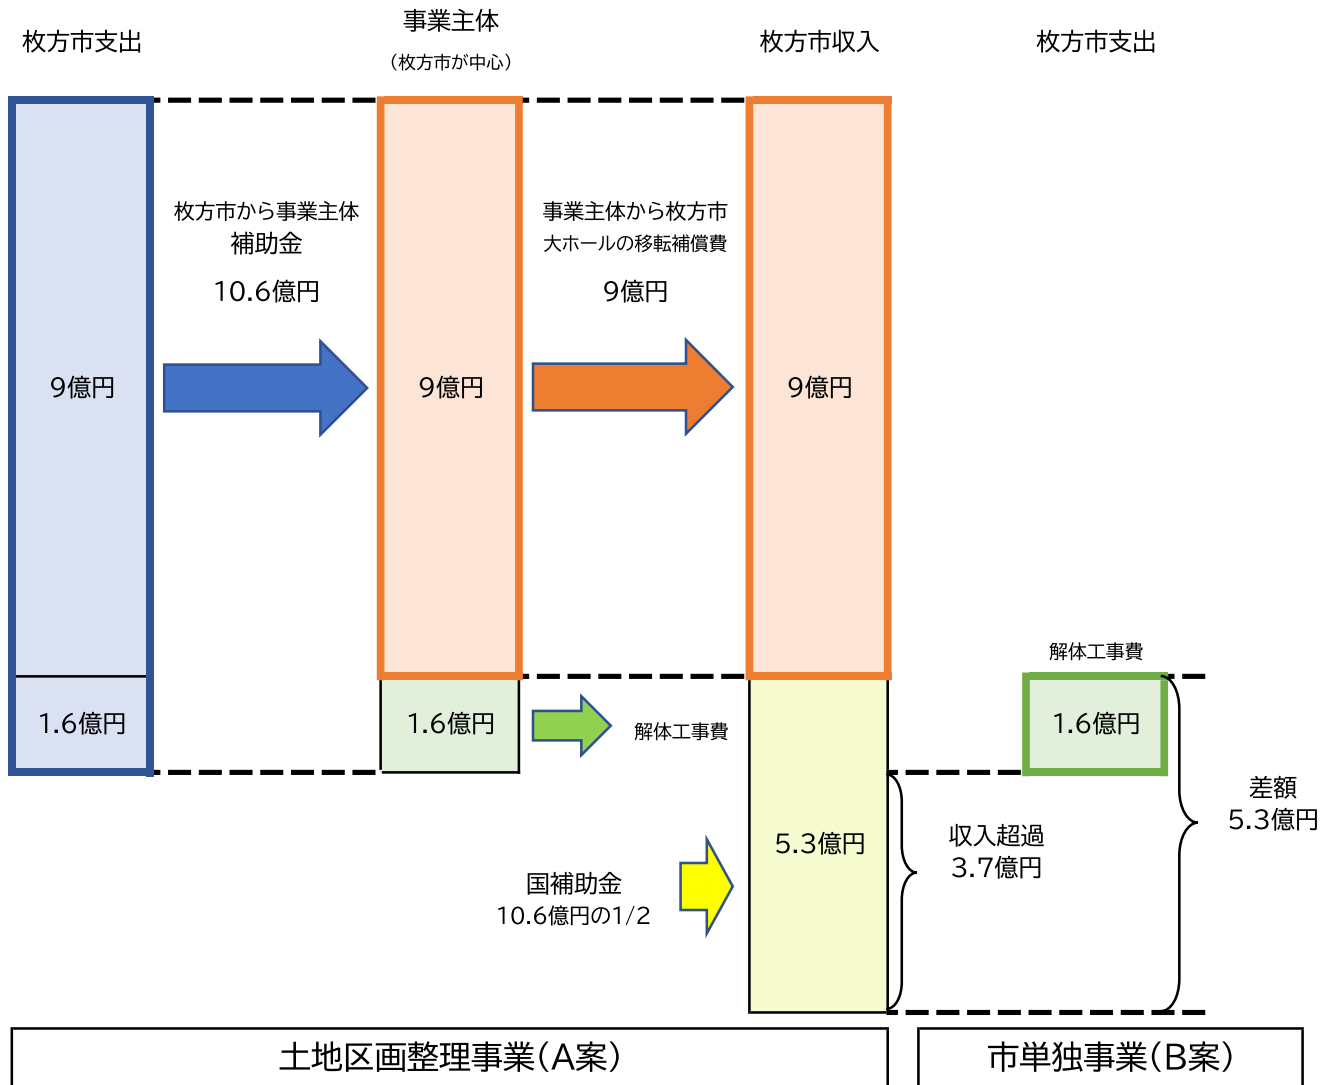 枚方市支出
事業主体
（枚方市が中心）
枚方市収入
枚方市支出
枚方市から事業主体
補助金
10.6億円
事業主体から枚方市
大ホールの移転補償費
9億円
9億円
9億円
9億円
解体工事費
1.6億円
1.6億円
解体工事費
1.6億円
差額
5.3億円
5.3億円
収入超過
3.7億円
国補助金
10.6億円の1/2
土地区画整理事業（A案）
市単独事業（B案）